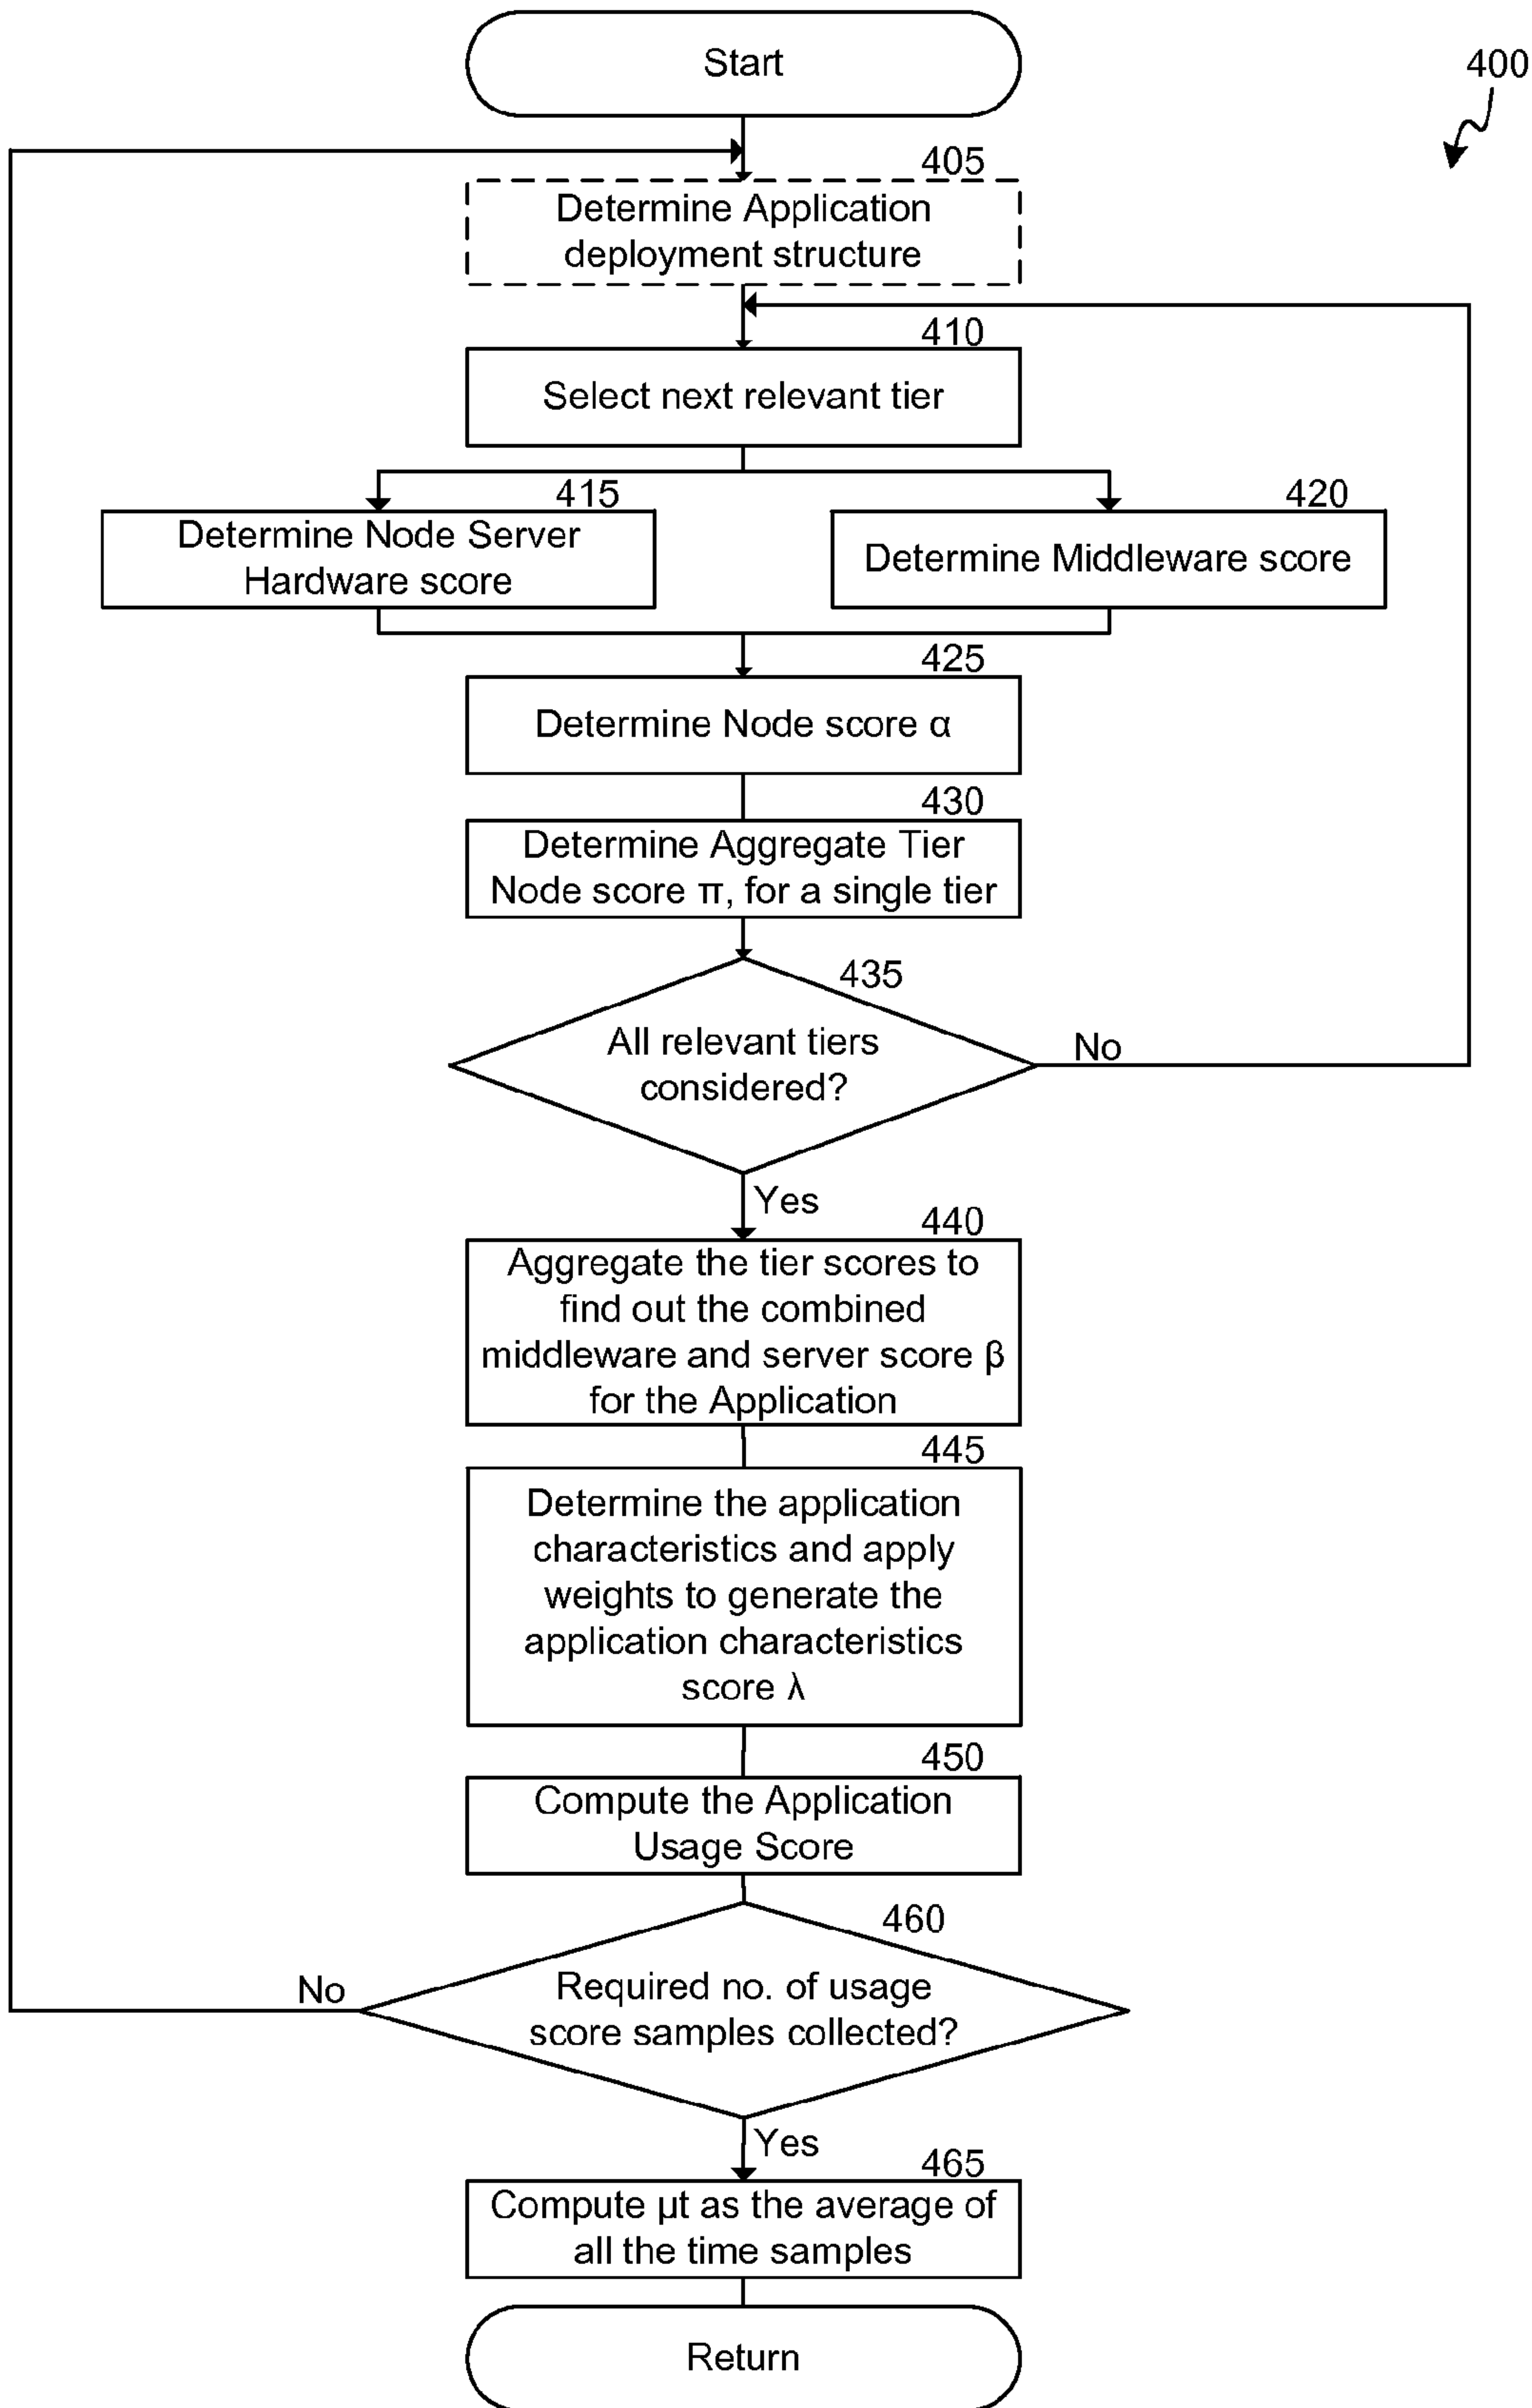 Start
400
405
Determine Application
deployment structure
410
Select next relevant tier
415
Determine Node Server
Hardware score
420
Determine Middleware score
425
Determine Node score α
430
Determine Aggregate Tier
Node score π, for a single tier
435
All relevant tiers
considered?
No
Yes
440
Aggregate the tier scores to
find out the combined
middleware and server score β
for the Application
445
Determine the application
characteristics and apply
weights to generate the
application characteristics
score λ
450
Compute the Application
Usage Score
460
Required no. of usage
score samples collected?
No
Yes
465
Compute µt as the average of
all the time samples
Return